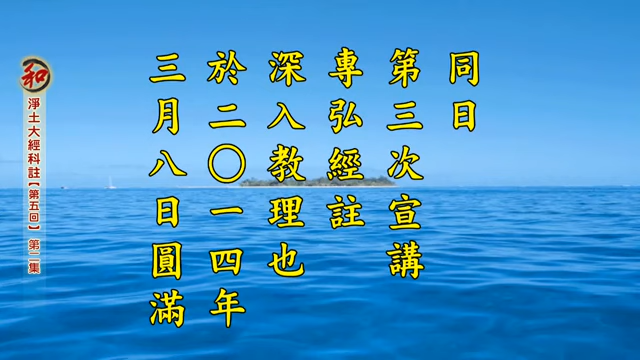 同日
第三次宣講
專弘經註
深入教理也
於二〇一四年
三月八日圓滿
和
淨土大經科註【第五回】 第二集